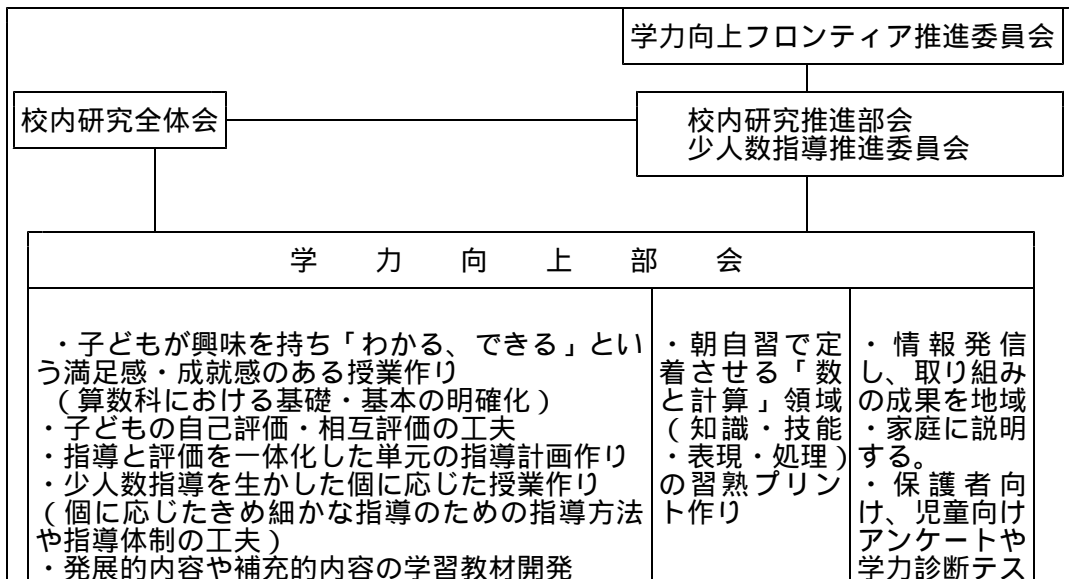 学力向上フロンティア推進委員会
校内研究全体会
校内研究推進部会
少人数指導推進委員会
学 力 向 上 部 会
・子どもが興味を持ち「わかる、できる」とい
う満足感・成就感のある授業作り
(算数科における基礎・基本の明確化)
・子どもの自己評価・相互評価の工夫
・指導と評価を一体化した単元の指導計画作り
・少人数指導を生かした個に応じた授業作り
(個に応じたきめ細かな指導のための指導方法
や指導体制の工夫)
・発展的内容や補充的内容の学習教材開発
・朝自習で定
着させる「数
と計算」領域
(知識・技能
・表現・処理)
の習熟プリン
ト作り
・情報発信
し、取り組み
の成果を地域
・家庭に説明
する。
・保護者向
け、児童向け
アンケートや
学力診断テス